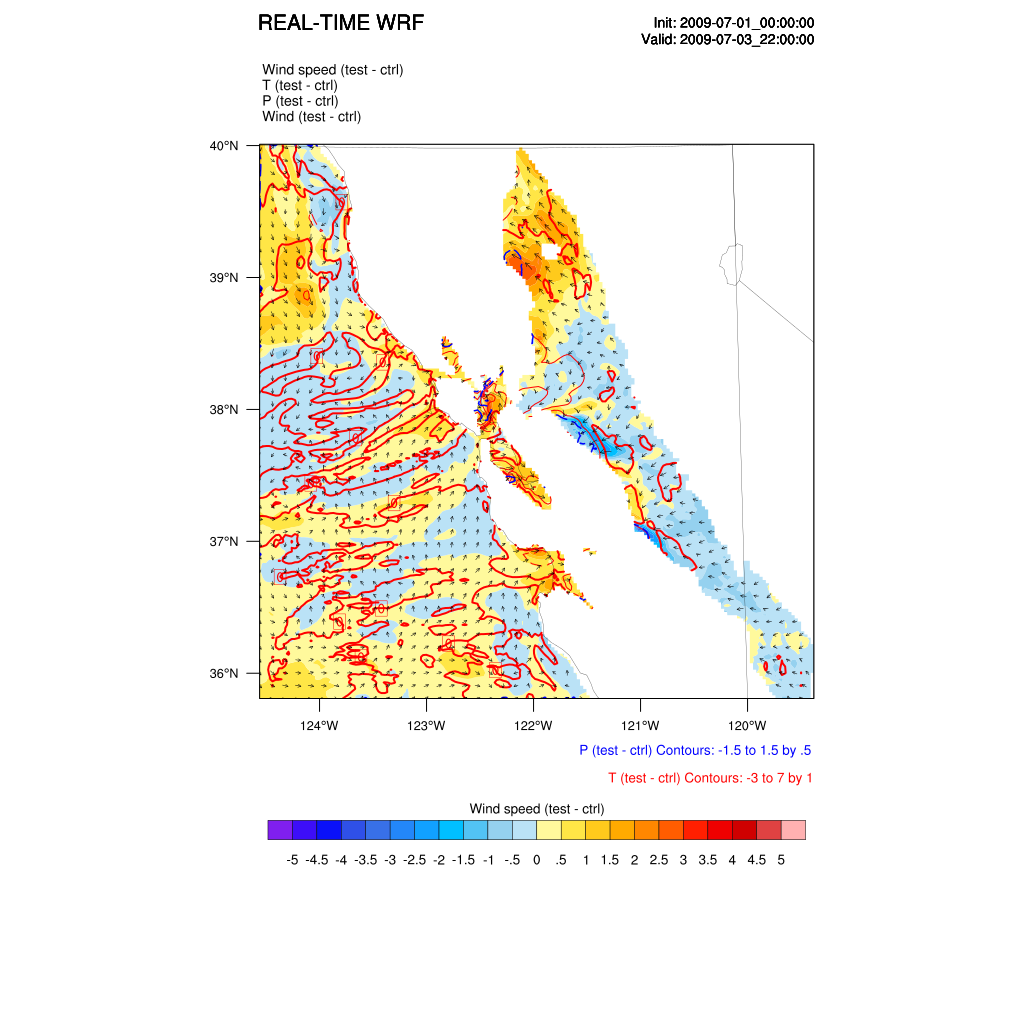 REAL-TIME WRF
Init: 2009-07-01_00:00:00
Valid: 2009-07-03_22:00:00
Wind speed (test - ctrl)
T (test - ctrl)
P (test - ctrl)
Wind (test - ctrl)
40°N
39°N
38°N
37°N
36°N
124°W 123°W 122°W 121°W 120°W
P (test - ctrl) Contours: -1.5 to 1.5 by .5
T (test - ctrl) Contours: -3 to 7 by 1
Wind speed (test - ctrl)
-5 -4.5 -4 -3.5 -3 -2.5 -2 -1.5 -1 -.5 0 .5 1 1.5 2 2.5 3 3.5 4 4.5 5